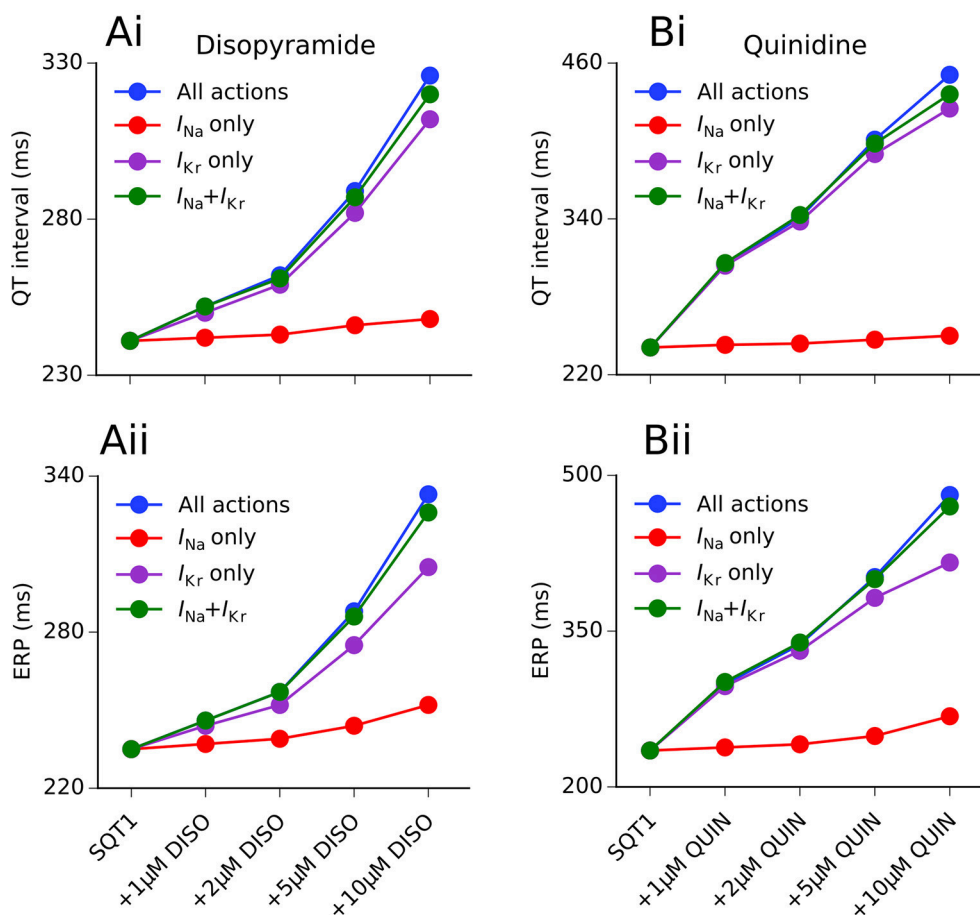 Ai
Disopyramide
330
280
230
QT interval (ms)
All actions
INa only
IKr only
INa+IKr
Bi
Quinidine
460
340
220
QT interval (ms)
All actions
INa only
IKr only
INa+IKr
Aii
340
280
220
ERP (ms)
All actions
INa only
IKr only
INa+IKr
SQT1
+1µM DISO
+2µM DISO
+5µM DISO
+10µM DISO
Bii
500
350
200
ERP (ms)
All actions
INa only
IKr only
INa+IKr
SQT1
+1µM QUIN
+2µM QUIN
+5µM QUIN
+10µM QUIN